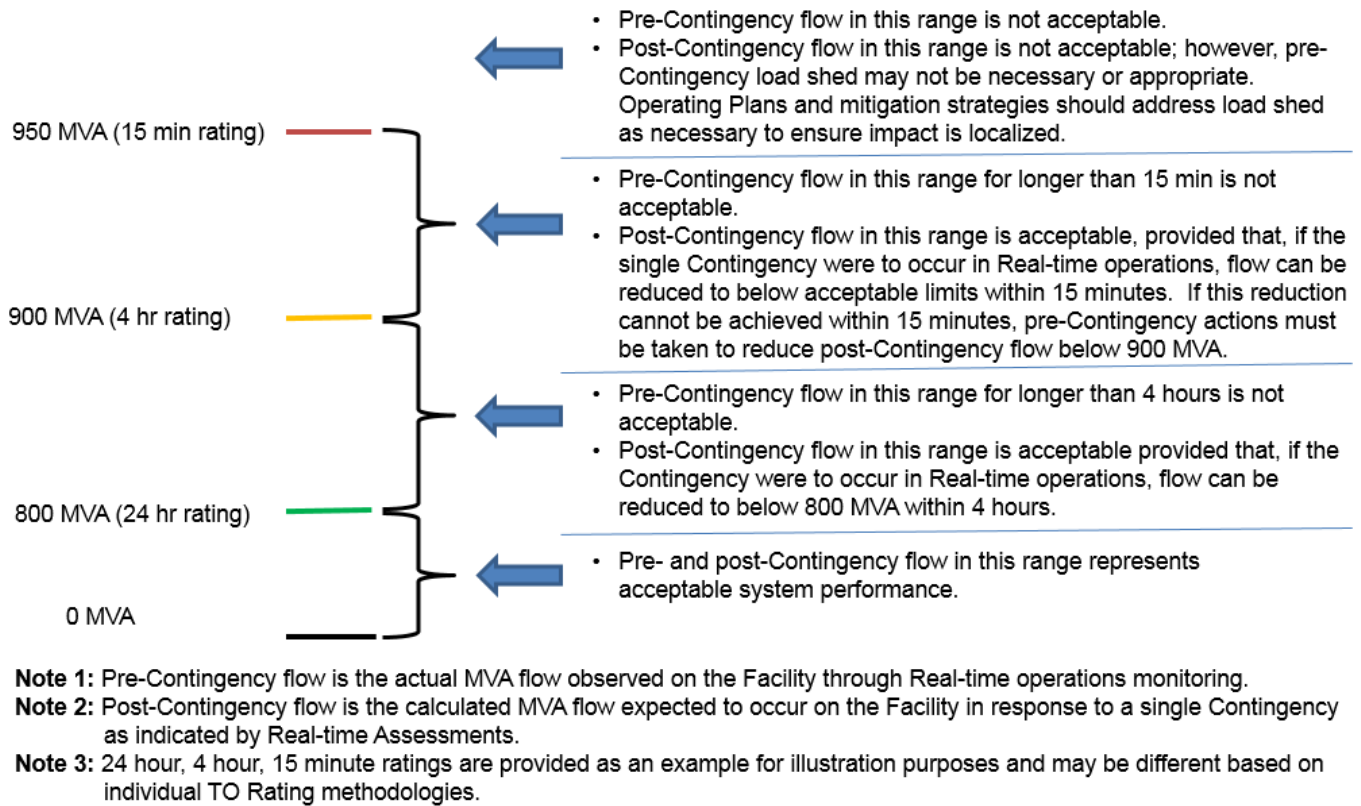 • Pre-Contingency flow in this range is not acceptable.
• Post-Contingency flow in this range is not acceptable; however, pre-
Contingency load shed may not be necessary or appropriate.
Operating Plans and mitigation strategies should address load shed
as necessary to ensure impact is localized.
950 MVA (15 min rating)
• Pre-Contingency flow in this range for longer than 15 min is not
acceptable.
• Post-Contingency flow in this range is acceptable, provided that, if the
single Contingency were to occur in Real-time operations, flow can be
reduced to below acceptable limits within 15 minutes.  If this reduction
cannot be achieved within 15 minutes, pre-Contingency actions must
be taken to reduce post-Contingency flow below 900 MVA.
900 MVA (4 hr rating)
• Pre-Contingency flow in this range for longer than 4 hours is not
acceptable.
• Post-Contingency flow in this range is acceptable provided that, if the
Contingency were to occur in Real-time operations, flow can be
reduced to below 800 MVA within 4 hours.
800 MVA (24 hr rating)
• Pre- and post-Contingency flow in this range represents
acceptable system performance.
0 MVA
Note 1: Pre-Contingency flow is the actual MVA flow observed on the Facility through Real-time operations monitoring.
Note 2: Post-Contingency flow is the calculated MVA flow expected to occur on the Facility in response to a single Contingency
as indicated by Real-time Assessments.
Note 3: 24 hour, 4 hour, 15 minute ratings are provided as an example for illustration purposes and may be different based on
individual TO Rating methodologies.